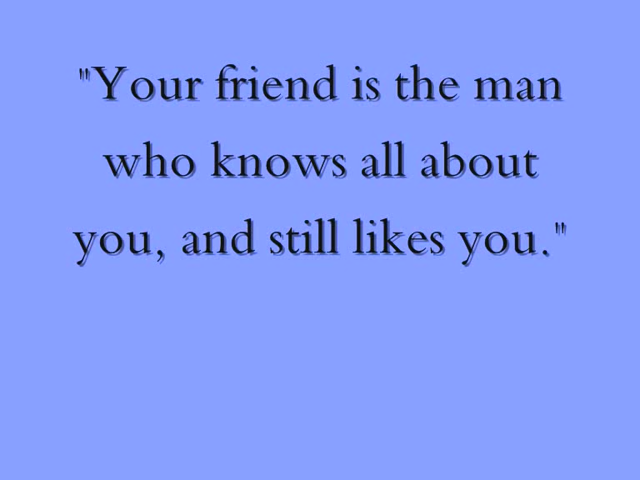 "Your friend is the man
who knows all about
you, and still likes you."